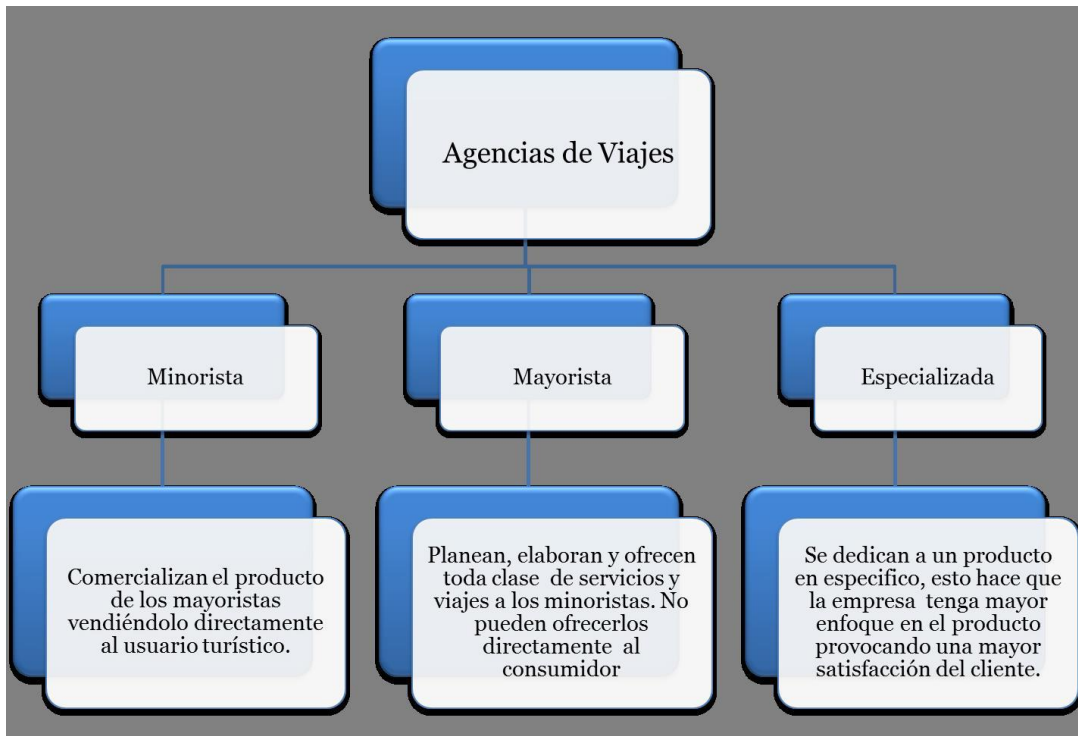 Agencias de Viajes
Minorista
Mayorista
Especializada
Comercializan el producto
de los mayoristas
vendiéndolo directamente
al usuario turístico.
Planean, elaboran y ofrecen
toda clase de servicios y
viajes a los minoristas. No
pueden ofrecerlos
directamente al
consumidor
Se dedican a un producto
en especifico, esto hace que
la empresa tenga mayor
enfoque en el producto
provocando una mayor
satisfacción del cliente.